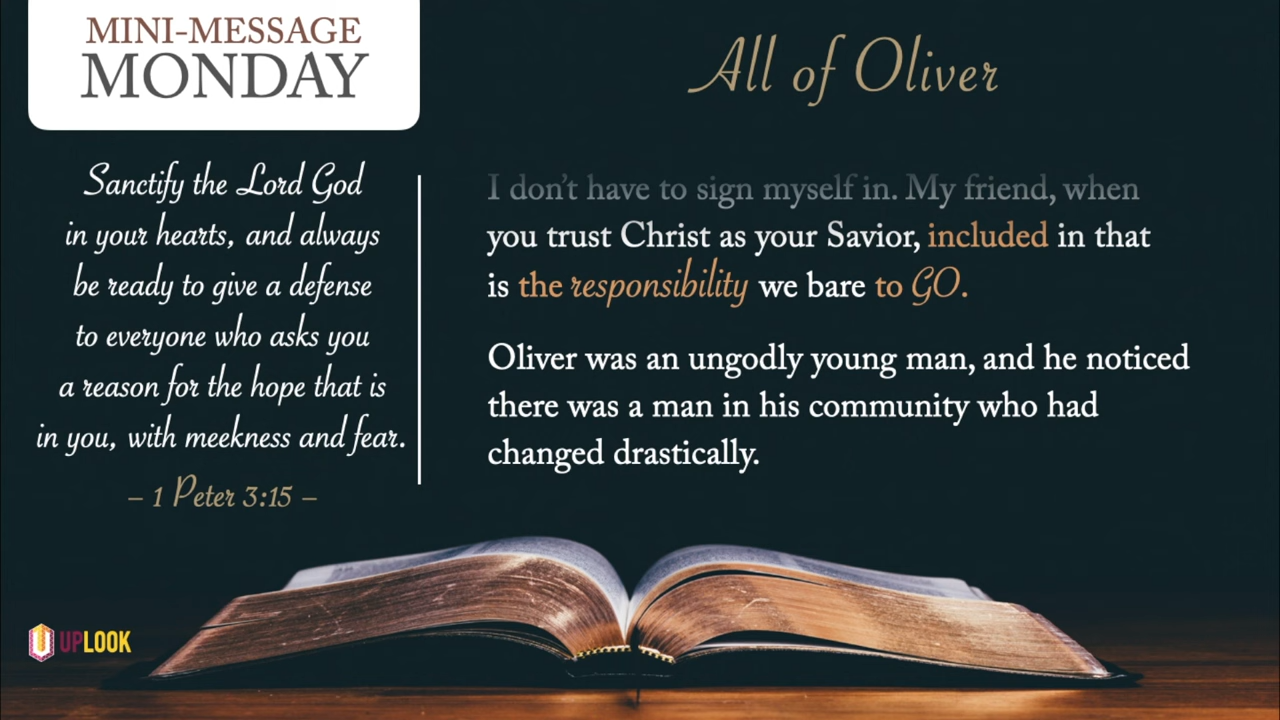 MINI-MESSAGE
MONDAY
All of Oliver
Sanctify the Lord God
in your hearts, and always
be ready to give a defense
to everyone who asks you
a reason for the hope that is
in you, with meekness and fear.
– 1 Peter 3:15 –
I don't have to sign myself in. My friend, when
you trust Christ as your Savior, included in that
is the responsibility we bare to GO.
Oliver was an ungodly young man, and he noticed
there was a man in his community who had
changed drastically.
UPLOOK